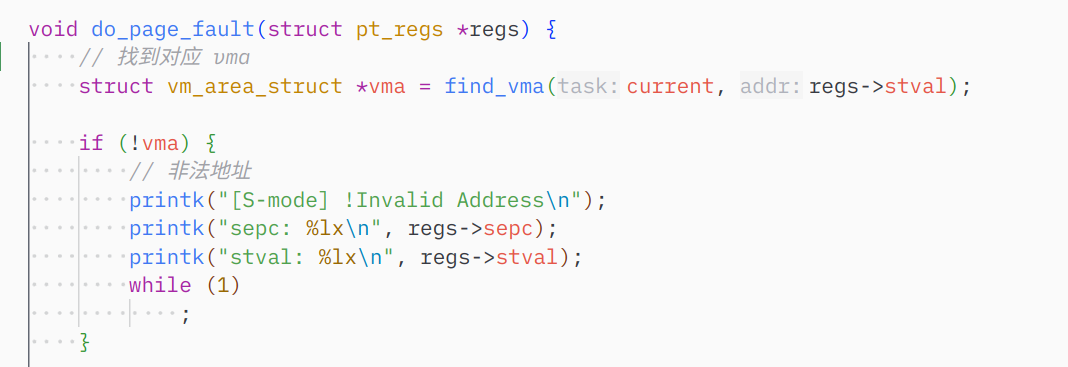 void do_page_fault(struct pt_regs *regs) {
    // 找到对应 vma
    struct vm_area_struct *vma = find_vma(task: current, addr: regs->stval);

    if (!vma) {
        // 非法地址
        printk("[S-mode] !Invalid Address\n");
        printk("sepc: %lx\n", regs->sepc);
        printk("stval: %lx\n", regs->stval);
        while (1)
            ;
    }